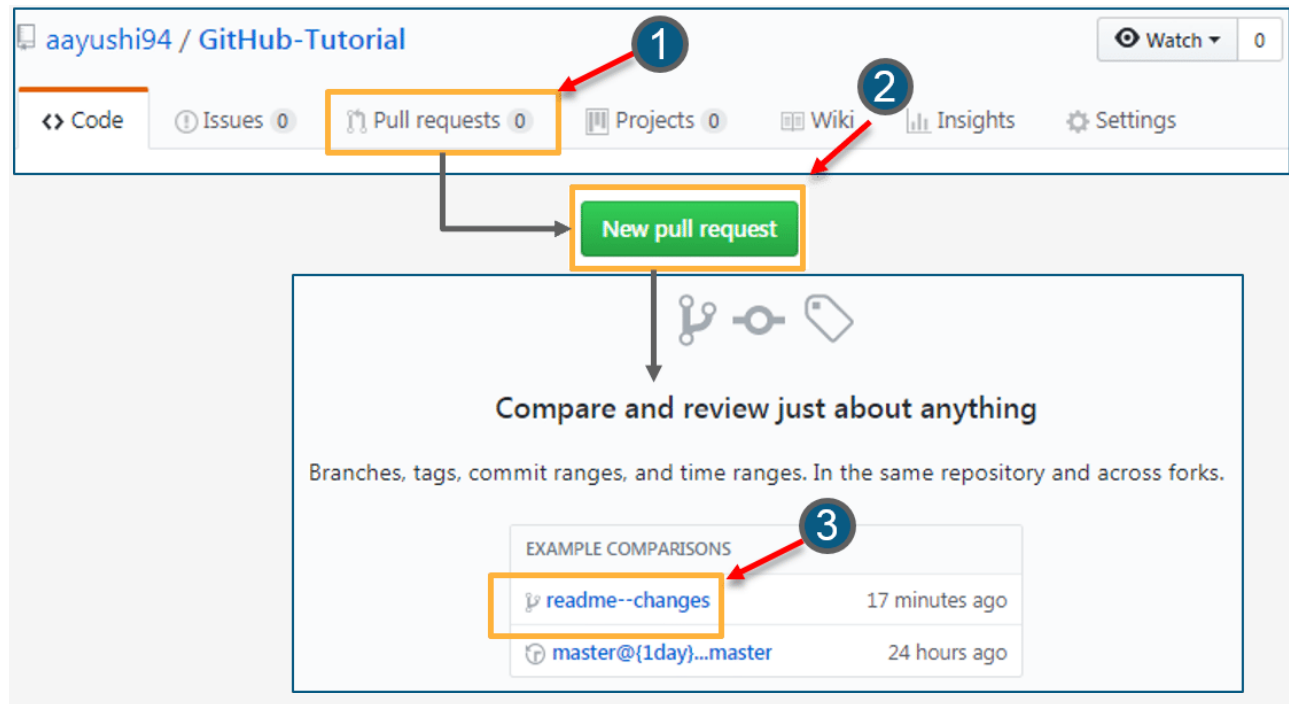 aayushi94 / GitHub-Tutorial
1
Watch 0
2
Code Issues 0 Pull requests 0 Projects 0 Wiki Insights Settings
New pull request
Compare and review just about anything
Branches, tags, commit ranges, and time ranges. In the same repository and across forks.
3
EXAMPLE COMPARISONS
readme--changes 17 minutes ago
master@{1day}...master 24 hours ago